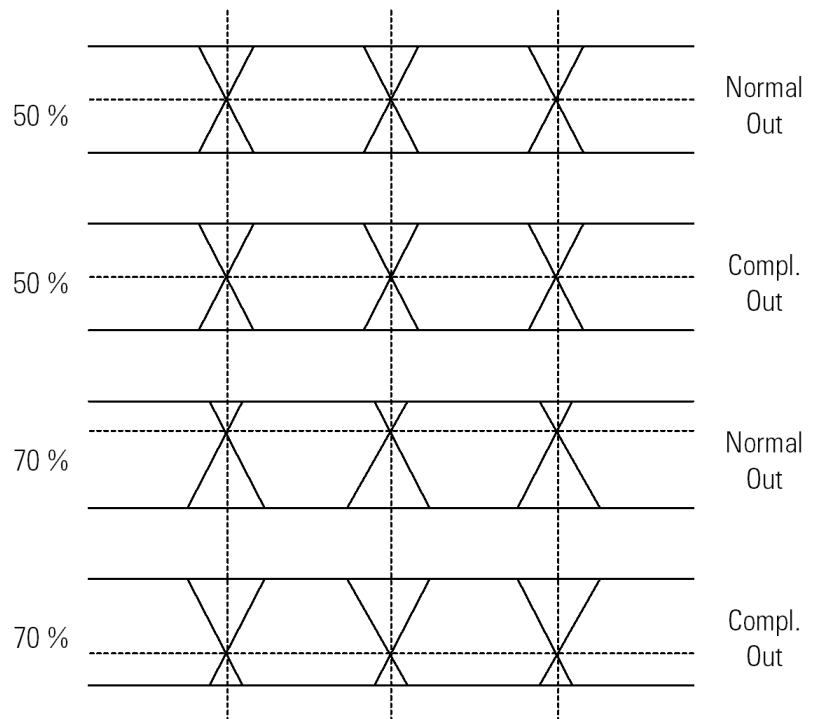 50 %
Normal
Out
50 %
Compl.
Out
70 %
Normal
Out
70 %
Compl.
Out